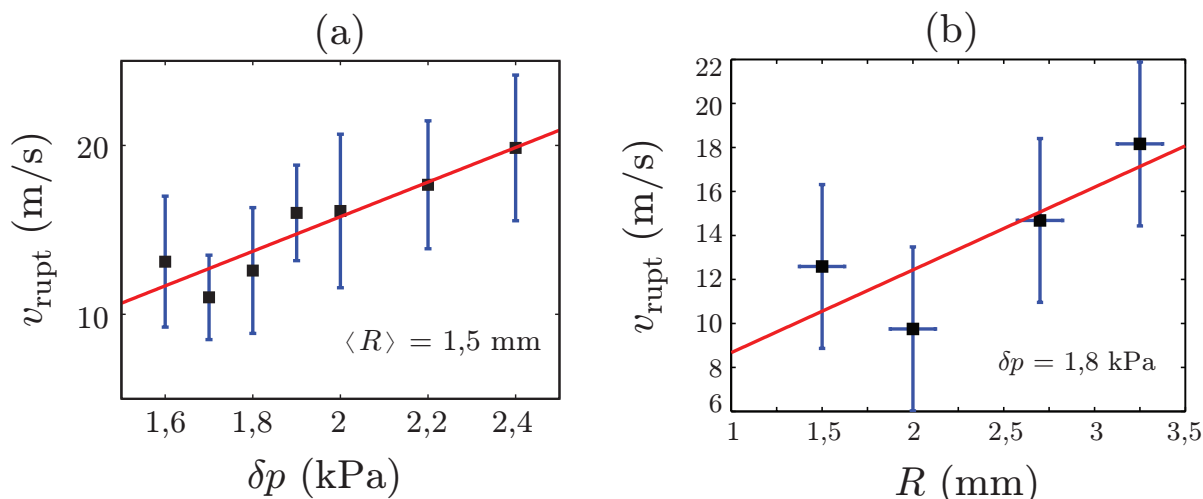 (a)
v_rupt (m/s)
20
10
⟨R⟩ = 1,5 mm
1,6 1,8 2 2,2 2,4
δp (kPa)
(b)
v_rupt (m/s)
22
20
18
16
14
12
10
8
6
δp = 1,8 kPa
1 1,5 2 2,5 3 3,5
R (mm)